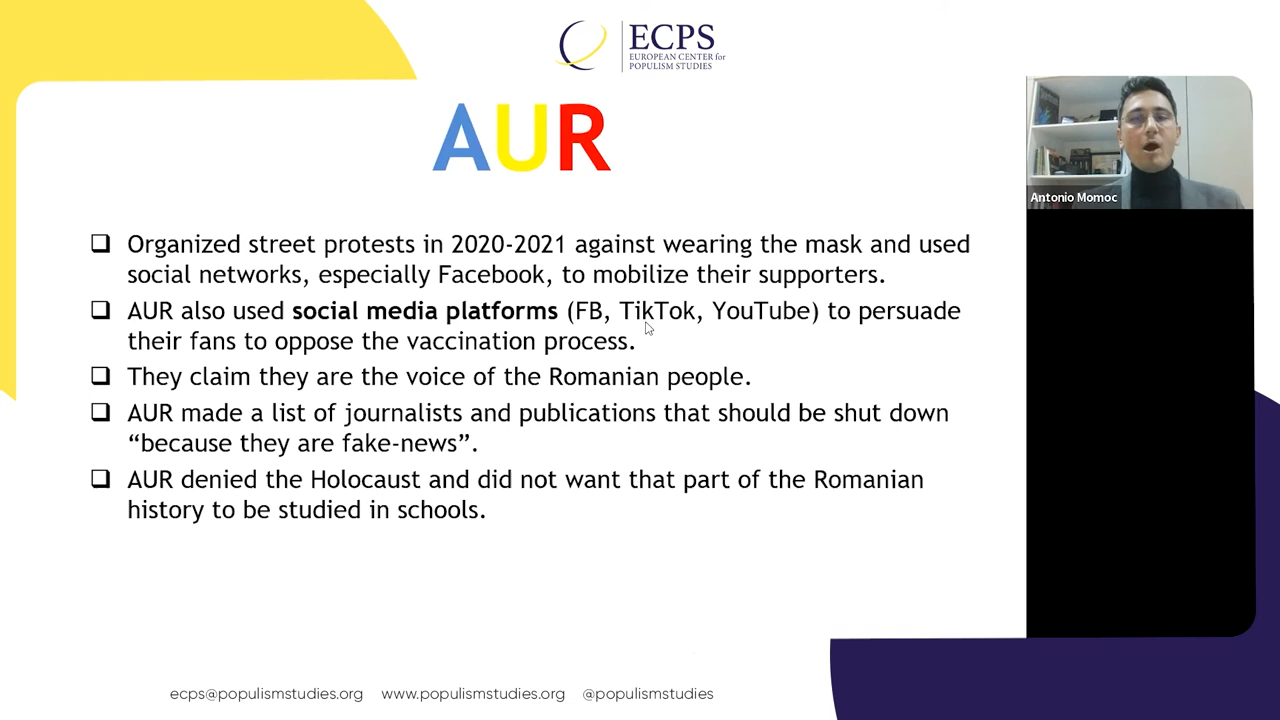 ECPS
EUROPEAN CENTER for
POPULISM STUDIES
AUR
Antonio Momoc
Organized street protests in 2020-2021 against wearing the mask and used
social networks, especially Facebook, to mobilize their supporters.
AUR also used social media platforms (FB, TikTok, YouTube) to persuade
their fans to oppose the vaccination process.
They claim they are the voice of the Romanian people.
AUR made a list of journalists and publications that should be shut down
“because they are fake-news”.
AUR denied the Holocaust and did not want that part of the Romanian
history to be studied in schools.
ecps@populismstudies.org www.populismstudies.org @populismstudies